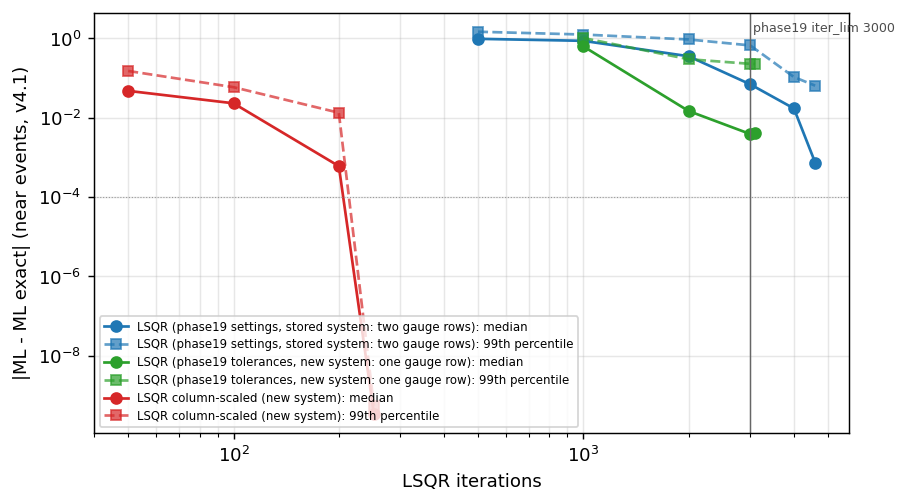 phase19 iter_lim 3000
|ML - ML exact| (near events, v4.1)
10⁰
10⁻²
10⁻⁴
10⁻⁶
10⁻⁸
LSQR (phase19 settings, stored system: two gauge rows): median
LSQR (phase19 settings, stored system: two gauge rows): 99th percentile
LSQR (phase19 tolerances, new system: one gauge row): median
LSQR (phase19 tolerances, new system: one gauge row): 99th percentile
LSQR column-scaled (new system): median
LSQR column-scaled (new system): 99th percentile
10² 10³
LSQR iterations